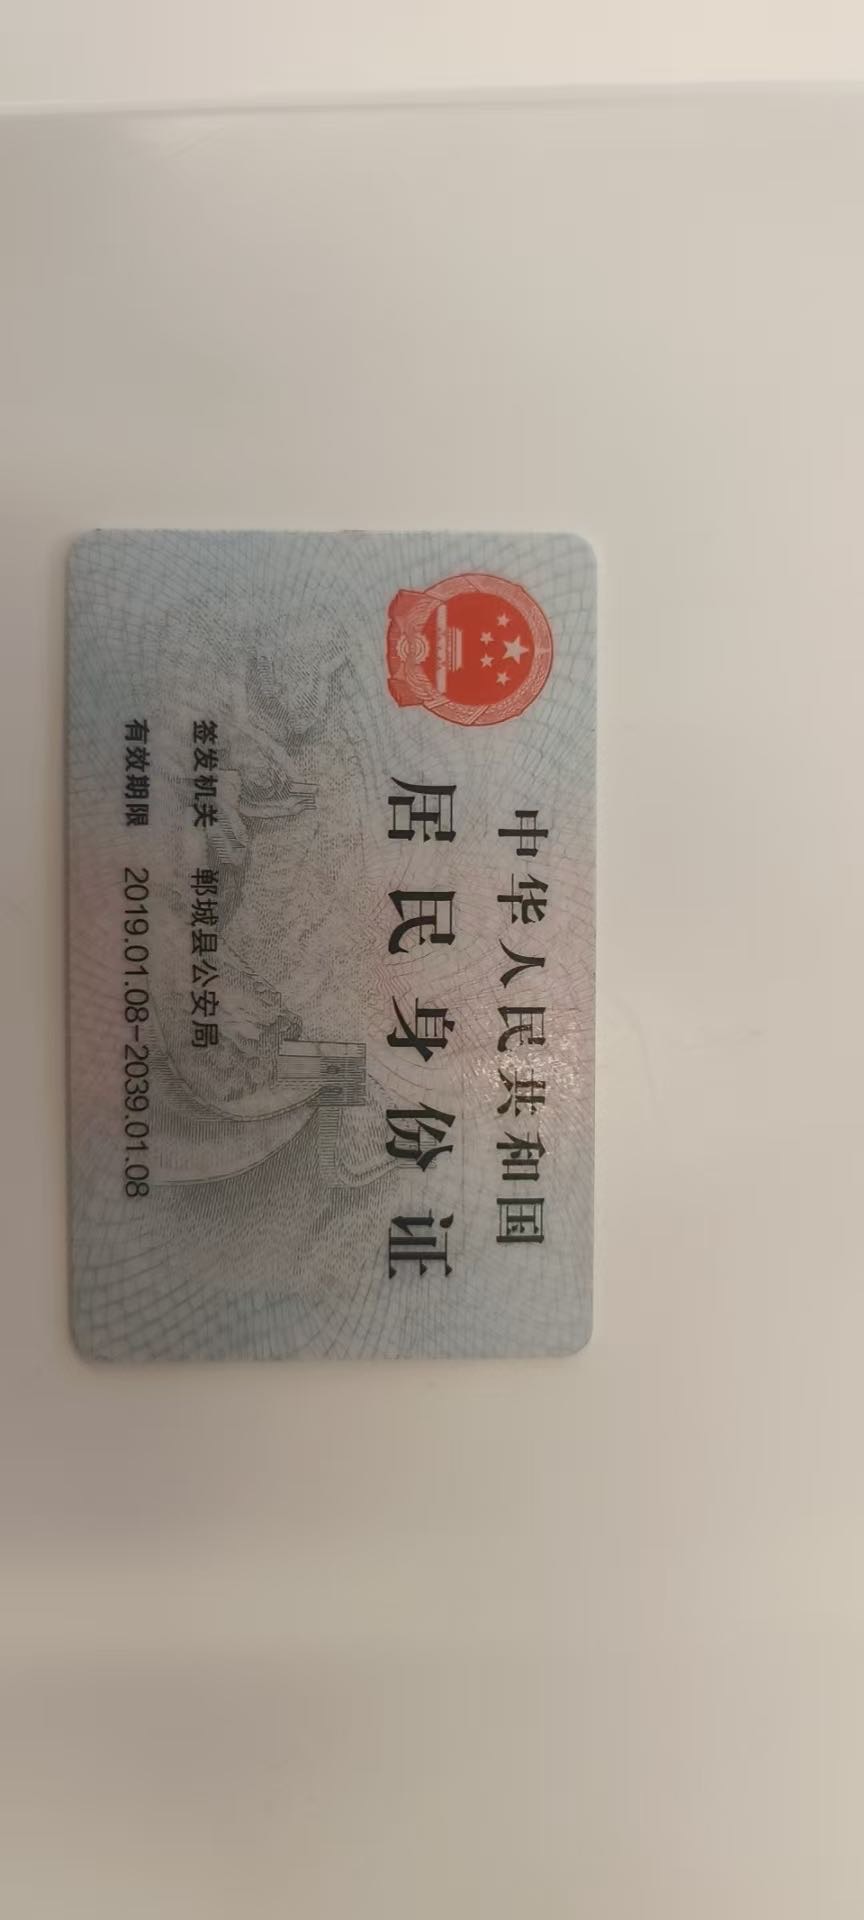 中华人民共和国
居民身份证
签发机关 郸城县公安局
有效期限 2019.01.08-2039.01.08